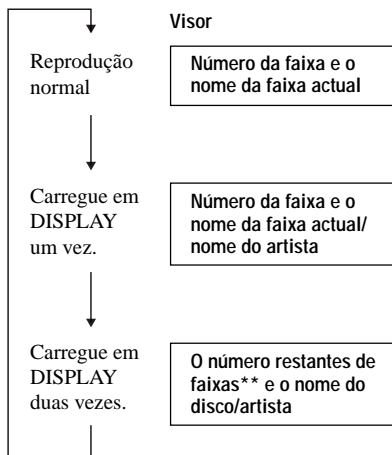 Visor
Reprodução
normal
Número da faixa e o
nome da faixa actual
Carregue em
DISPLAY
um vez.
Número da faixa e o
nome da faixa actual/
nome do artista
Carregue em
DISPLAY
duas vezes.
O número restantes de
faixas** e o nome do
disco/artista